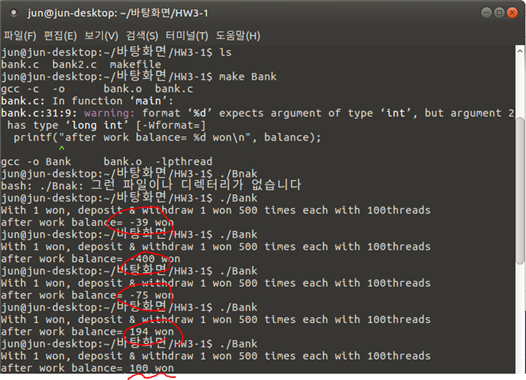 jun@jun-desktop: ~/바탕화면/HW3-1
파일(F) 편집(E) 보기(V) 검색(S) 터미널(T) 도움말(H)
jun@jun-desktop:~/바탕화면/HW3-1$ ls
bank.c bank2.c makefile
jun@jun-desktop:~/바탕화면/HW3-1$ make Bank
gcc -c -o bank.o bank.c
bank.c: In function ‘main’:
bank.c:31:9: warning: format ‘%d’ expects argument of type ‘int’, but argument 2
has type ‘long int’ [-Wformat=]
printf("after work balance= %d won\n", balance);
^
gcc -o Bank bank.o -lpthread
jun@jun-desktop:~/바탕화면/HW3-1$ ./Bnak
bash: ./Bnak: 그런 파일이나 디렉터리가 없습니다
jun@jun-desktop:~/바탕화면/HW3-1$ ./Bank
With 1 won, deposit & withdraw 1 won 500 times each with 100threads
after work balance= -39 won
jun@jun-desktop:~/바탕화면/HW3-1$ ./Bank
With 1 won, deposit & withdraw 1 won 500 times each with 100threads
after work balance= -400 won
jun@jun-desktop:~/바탕화면/HW3-1$ ./Bank
With 1 won, deposit & withdraw 1 won 500 times each with 100threads
after work balance= -75 won
jun@jun-desktop:~/바탕화면/HW3-1$ ./Bank
With 1 won, deposit & withdraw 1 won 500 times each with 100threads
after work balance= 194 won
jun@jun-desktop:~/바탕화면/HW3-1$ ./Bank
With 1 won, deposit & withdraw 1 won 500 times each with 100threads
after work balance= 100 won